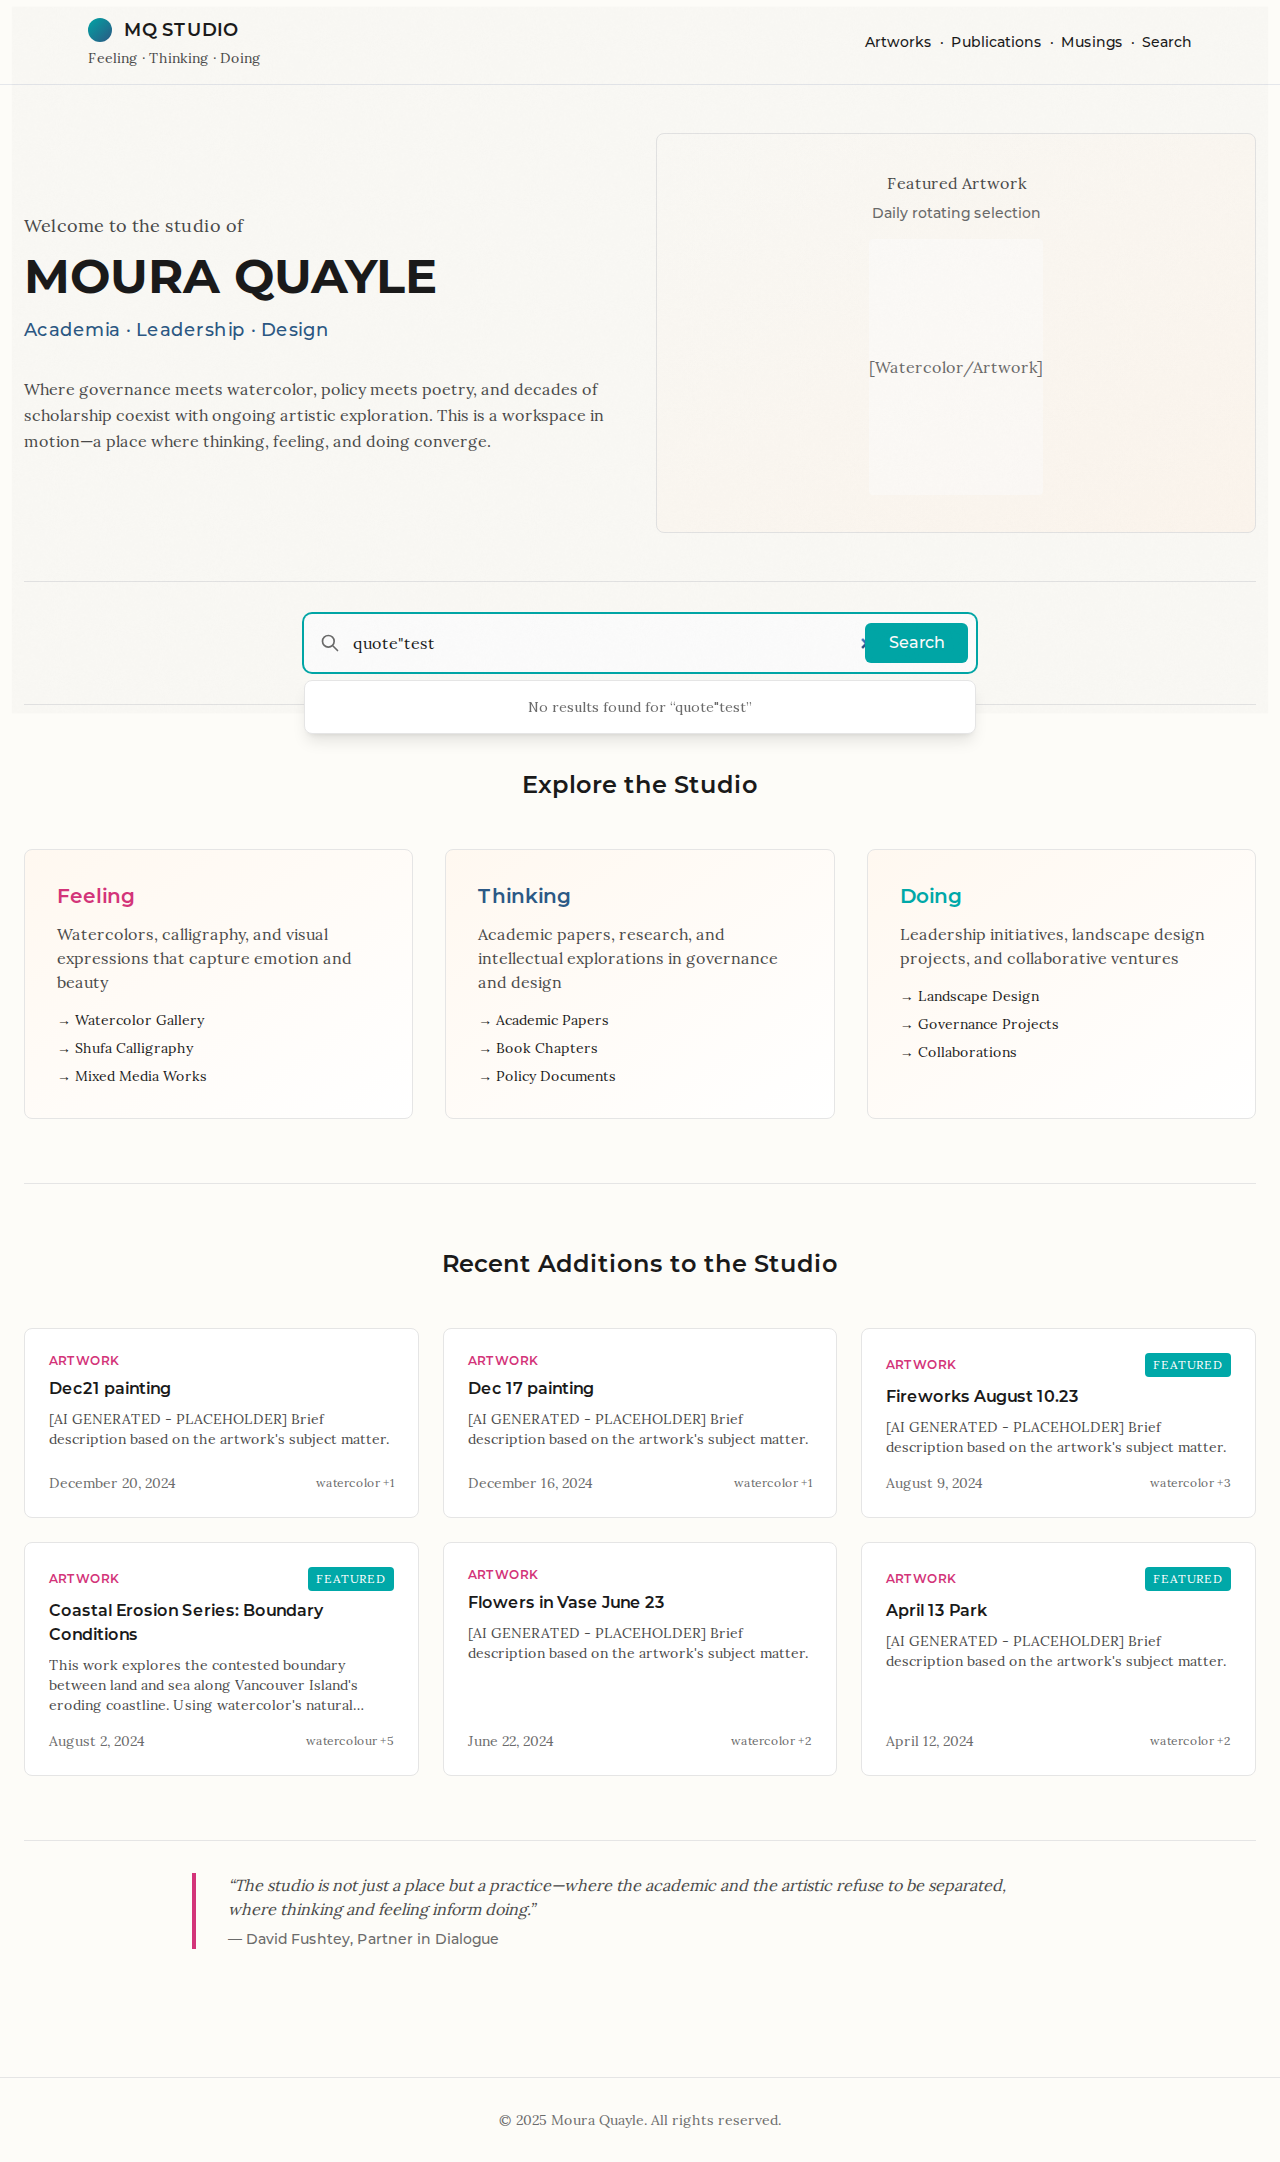 MQ STUDIO
Feeling · Thinking · Doing
Artworks · Publications · Musings · Search
Welcome to the studio of
MOURA QUAYLE
Academia · Leadership · Design
Where governance meets watercolor, policy meets poetry, and decades of
scholarship coexist with ongoing artistic exploration. This is a workspace in
motion—a place where thinking, feeling, and doing converge.
Featured Artwork
Daily rotating selection
[Watercolor/Artwork]
quote"test
Search
No results found for “quote"test”
Explore the Studio
Feeling
Watercolors, calligraphy, and visual
expressions that capture emotion and
beauty
→ Watercolor Gallery
→ Shufa Calligraphy
→ Mixed Media Works
Thinking
Academic papers, research, and
intellectual explorations in governance
and design
→ Academic Papers
→ Book Chapters
→ Policy Documents
Doing
Leadership initiatives, landscape design
projects, and collaborative ventures
→ Landscape Design
→ Governance Projects
→ Collaborations
Recent Additions to the Studio
ARTWORK
Dec21 painting
[AI GENERATED - PLACEHOLDER] Brief
description based on the artwork's subject matter.
December 20, 2024 watercolor +1
ARTWORK
Dec 17 painting
[AI GENERATED - PLACEHOLDER] Brief
description based on the artwork's subject matter.
December 16, 2024 watercolor +1
ARTWORK FEATURED
Fireworks August 10.23
[AI GENERATED - PLACEHOLDER] Brief
description based on the artwork's subject matter.
August 9, 2024 watercolor +3
ARTWORK FEATURED
Coastal Erosion Series: Boundary
Conditions
This work explores the contested boundary
between land and sea along Vancouver Island's
eroding coastline. Using watercolor's natural...
August 2, 2024 watercolour +5
ARTWORK
Flowers in Vase June 23
[AI GENERATED - PLACEHOLDER] Brief
description based on the artwork's subject matter.
June 22, 2024 watercolor +2
ARTWORK FEATURED
April 13 Park
[AI GENERATED - PLACEHOLDER] Brief
description based on the artwork's subject matter.
April 12, 2024 watercolor +2
“The studio is not just a place but a practice—where the academic and the artistic refuse to be separated,
where thinking and feeling inform doing.”
— David Fushtey, Partner in Dialogue
© 2025 Moura Quayle. All rights reserved.